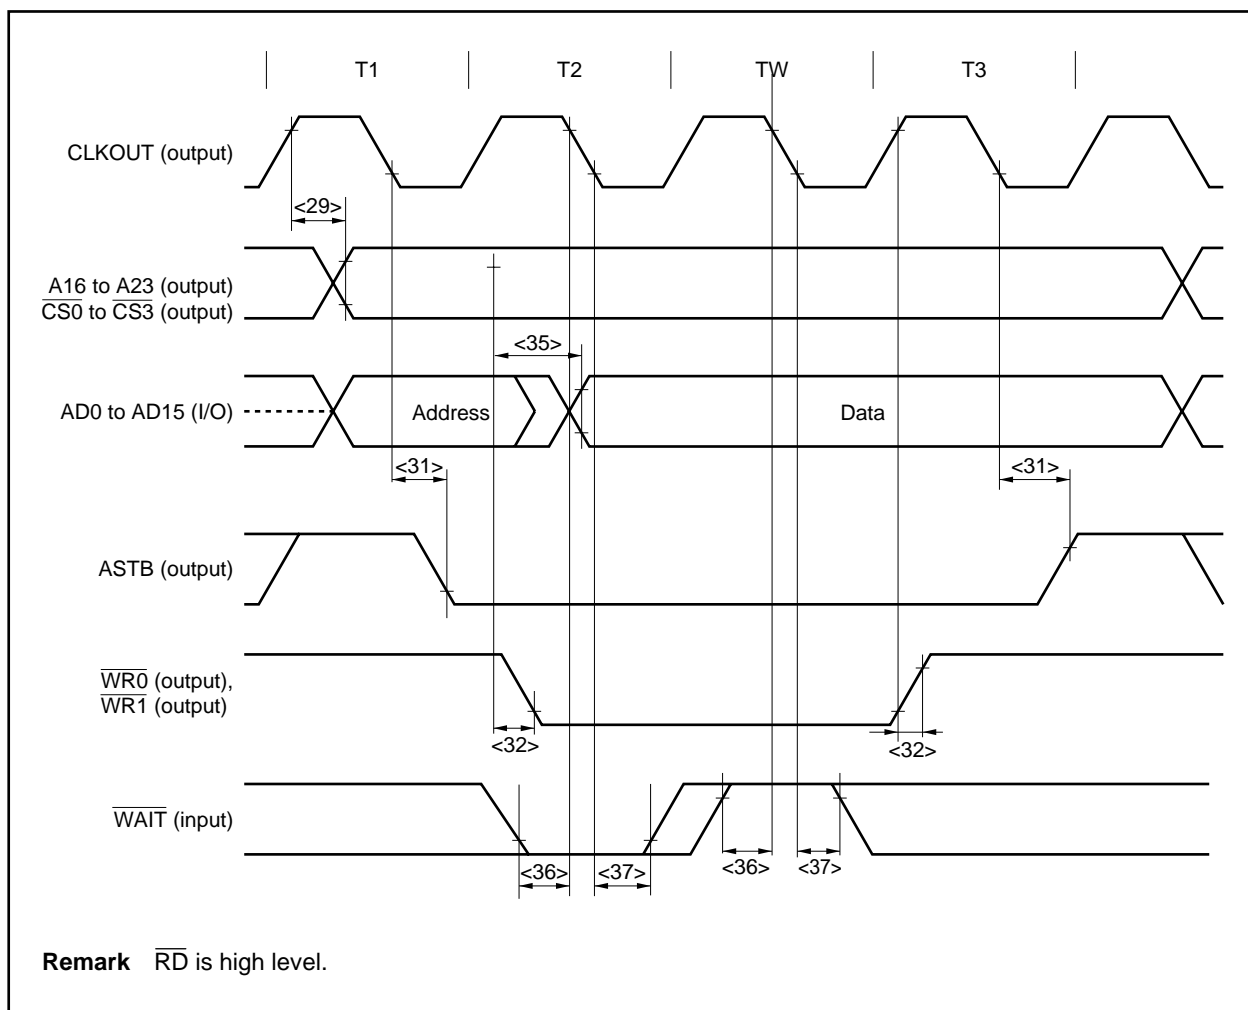 T1 T2 TW T3
CLKOUT (output)
<29>
A16 to A23 (output)
CS0 to CS3 (output)
<35>
AD0 to AD15 (I/O)
Address
Data
<31>
<31>
ASTB (output)
WR0 (output),
WR1 (output)
<32>
<32>
WAIT (input)
<36>
<37>
<36>
<37>
Remark RD is high level.